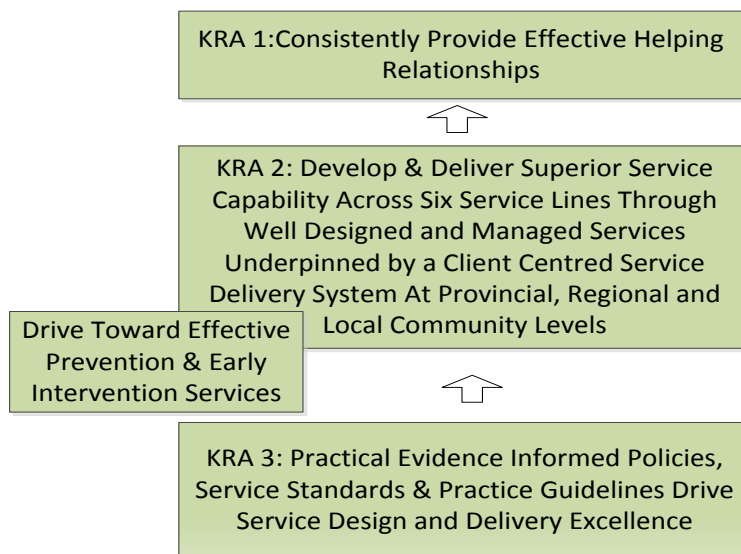 KRA 1:Consistently Provide Effective Helping
Relationships
KRA 2: Develop & Deliver Superior Service
Capability Across Six Service Lines Through
Well Designed and Managed Services
Underpinned by a Client Centred Service
Delivery System At Provincial, Regional and
Local Community Levels
Drive Toward Effective
Prevention & Early
Intervention Services
KRA 3: Practical Evidence Informed Policies,
Service Standards & Practice Guidelines Drive
Service Design and Delivery Excellence